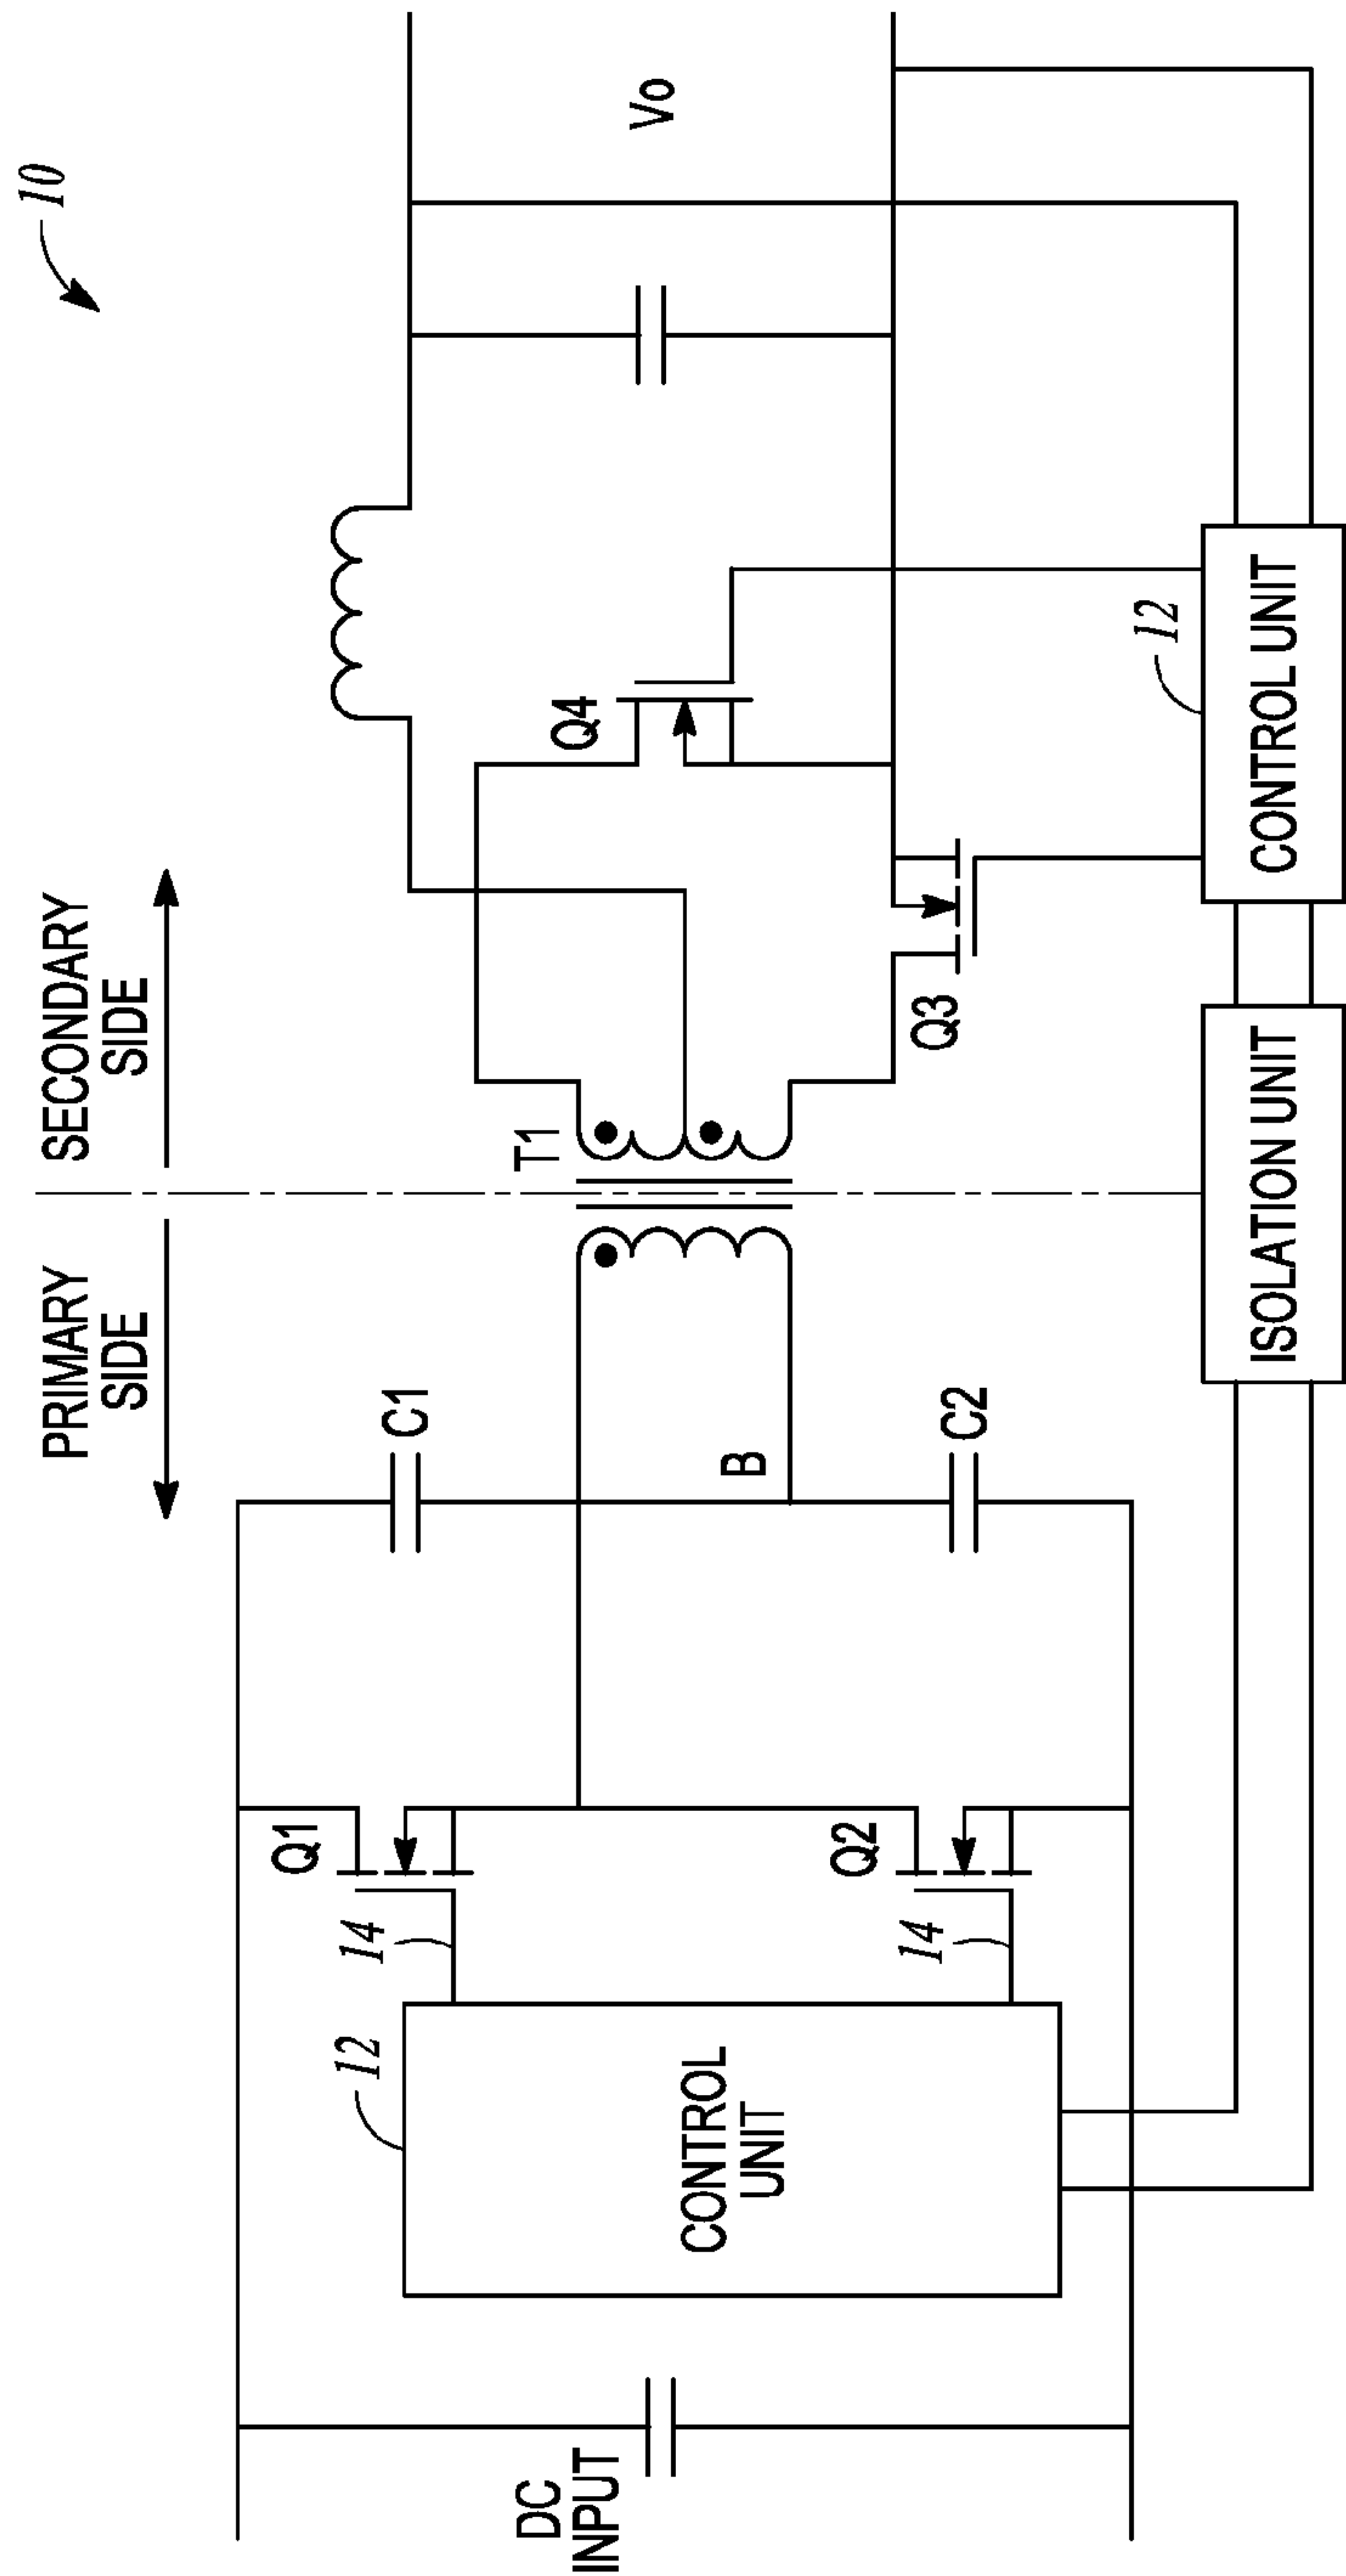 10
PRIMARY
SIDE
SECONDARY
SIDE
DC
INPUT
12
CONTROL
UNIT
14
Q1
14
Q2
C1
B
C2
T1
Q4
Q3
Vo
12
CONTROL UNIT
ISOLATION UNIT